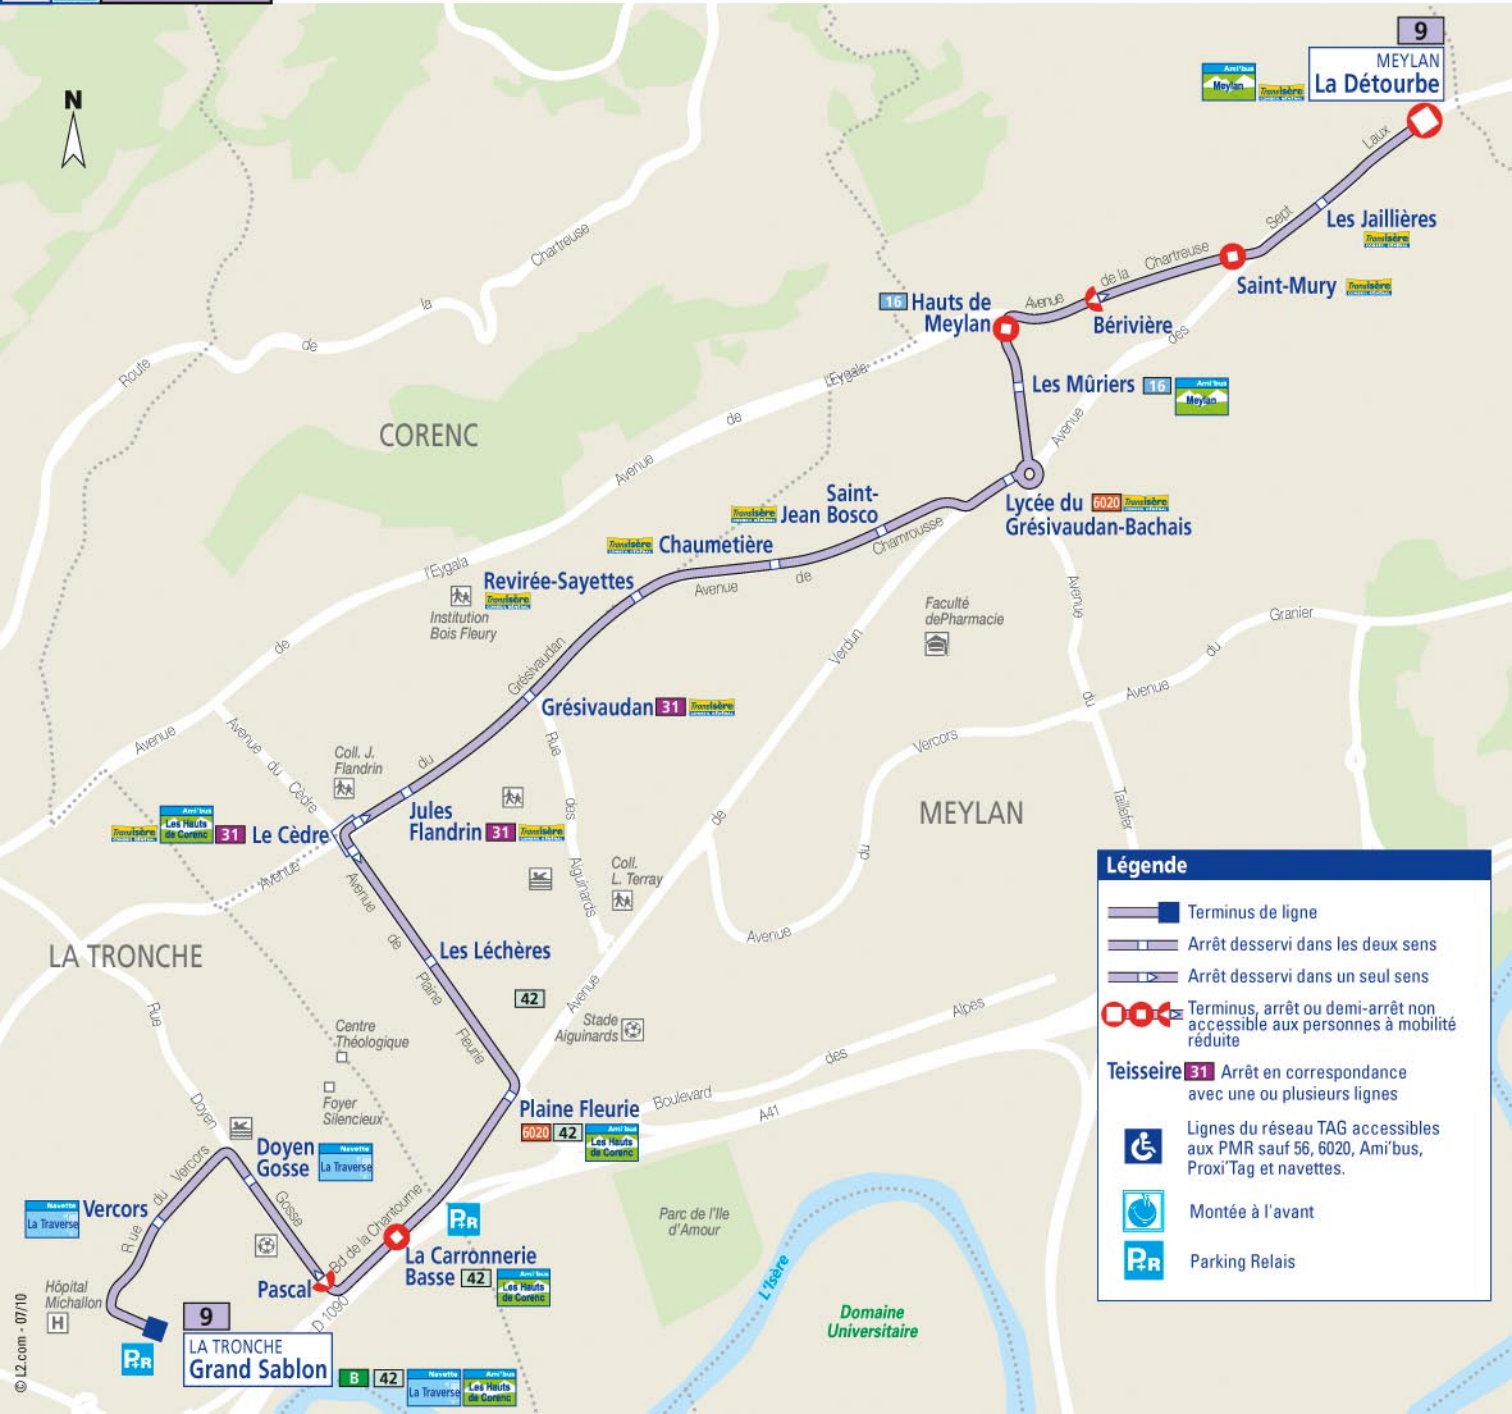 9
MEYLAN
La Détourbe
Ami'bus
Meylan
TransIsère
CONSEIL GÉNÉRAL
N
Laux
Les Jaillières
TransIsère
Sept
Saint-Mury
TransIsère
Avenue
de la
Chartreuse
Bérivière
des
16
Hauts de
Meylan
Les Mûriers
16
Ami'bus
Meylan
Avenue
Route
de
la
Chartreuse
CORENC
Avenue
de
l'Eygala
Avenue
de
l'Eygala
Lycée du
6020
TransIsère
Grésivaudan-Bachais
Saint-
Jean Bosco
TransIsère
Chamrousse
de
Avenue
TransIsère
Chaumetière
Revirée-Sayettes
TransIsère
Institution
Bois Fleury
Faculté
dePharmacie
Avenue
du
Taillefer
Avenue
du
Granier
Verdun
de
Avenue
Grésivaudan
31
TransIsère
Grésivaudan
du
Rue
des
Aiguinards
Avenue
du
Cèdre
Coll. J.
Flandrin
Jules
Flandrin
31
TransIsère
TransIsère
Ami'bus
Les Hauts
de Corenc
31
Le Cèdre
Avenue
Avenue
du
Vercors
MEYLAN
Coll.
L. Terray
LA TRONCHE
Avenue
de
Plaine
Fleurie
Les Léchères
42
Stade
Aiguinards
Centre
Théologique
Foyer
Silencieux
Rue
Doyen
Gosse
Plaine Fleurie
6020
42
Ami'bus
Les Hauts
de Corenc
Boulevard
des
Alpes
A41
Doyen
Gosse
Navette
La Traverse
Navette
La Traverse
Vercors
Rue
du
Vercors
P+R
Bd de la Chantourne
La Carronnerie
Basse
42
Ami'bus
Les Hauts
de Corenc
Pascal
D 1090
Hôpital
Michallon
H
P+R
9
LA TRONCHE
Grand Sablon
B
42
Navette
La Traverse
Ami'bus
Les Hauts
de Corenc
Parc de l'Ile
d'Amour
L'Isère
Domaine
Universitaire
Légende
Terminus de ligne
Arrêt desservi dans les deux sens
Arrêt desservi dans un seul sens
Terminus, arrêt ou demi-arrêt non
accessible aux personnes à mobilité
réduite
Teisseire 31 Arrêt en correspondance
avec une ou plusieurs lignes
Lignes du réseau TAG accessibles
aux PMR sauf 56, 6020, Ami'bus,
Proxi'Tag et navettes.
Montée à l'avant
P+R
Parking Relais
© L2.com - 07/10